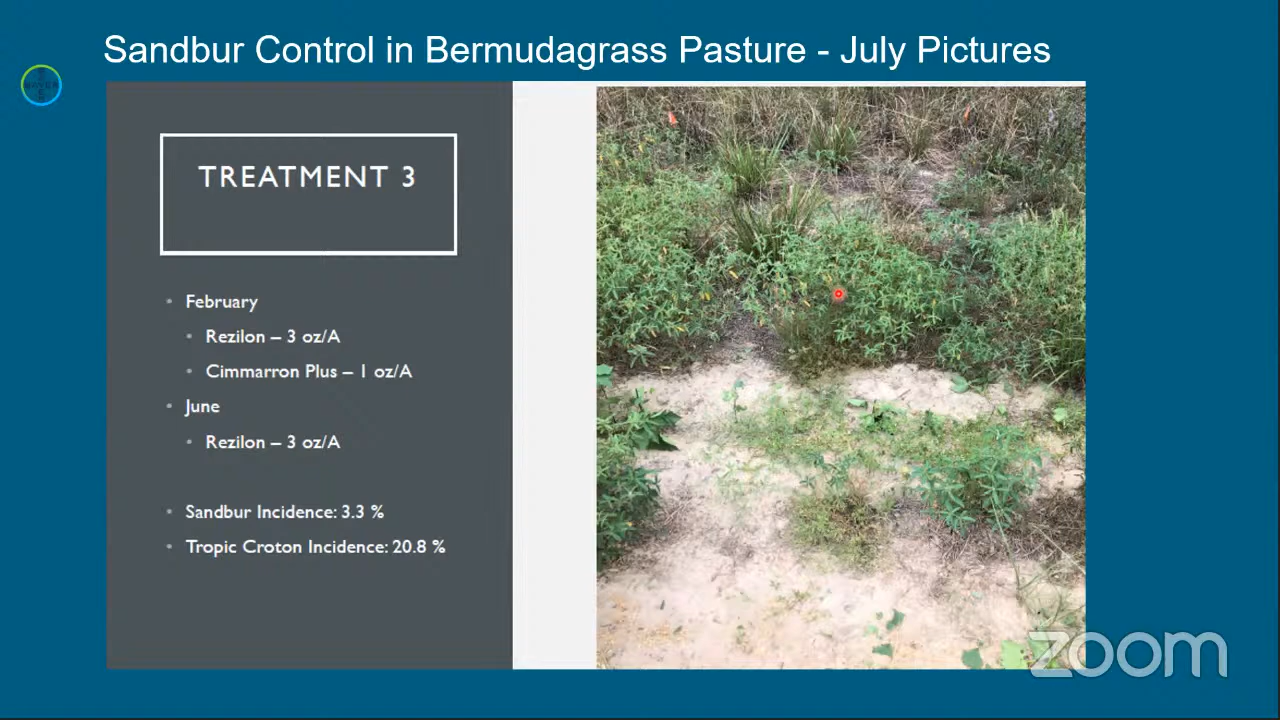 Sandbur Control in Bermudagrass Pasture - July Pictures
BAYER
TREATMENT 3
• February
• Rezilon – 3 oz/A
• Cimmarron Plus – 1 oz/A
• June
• Rezilon – 3 oz/A
• Sandbur Incidence: 3.3 %
• Tropic Croton Incidence: 20.8 %
zoom